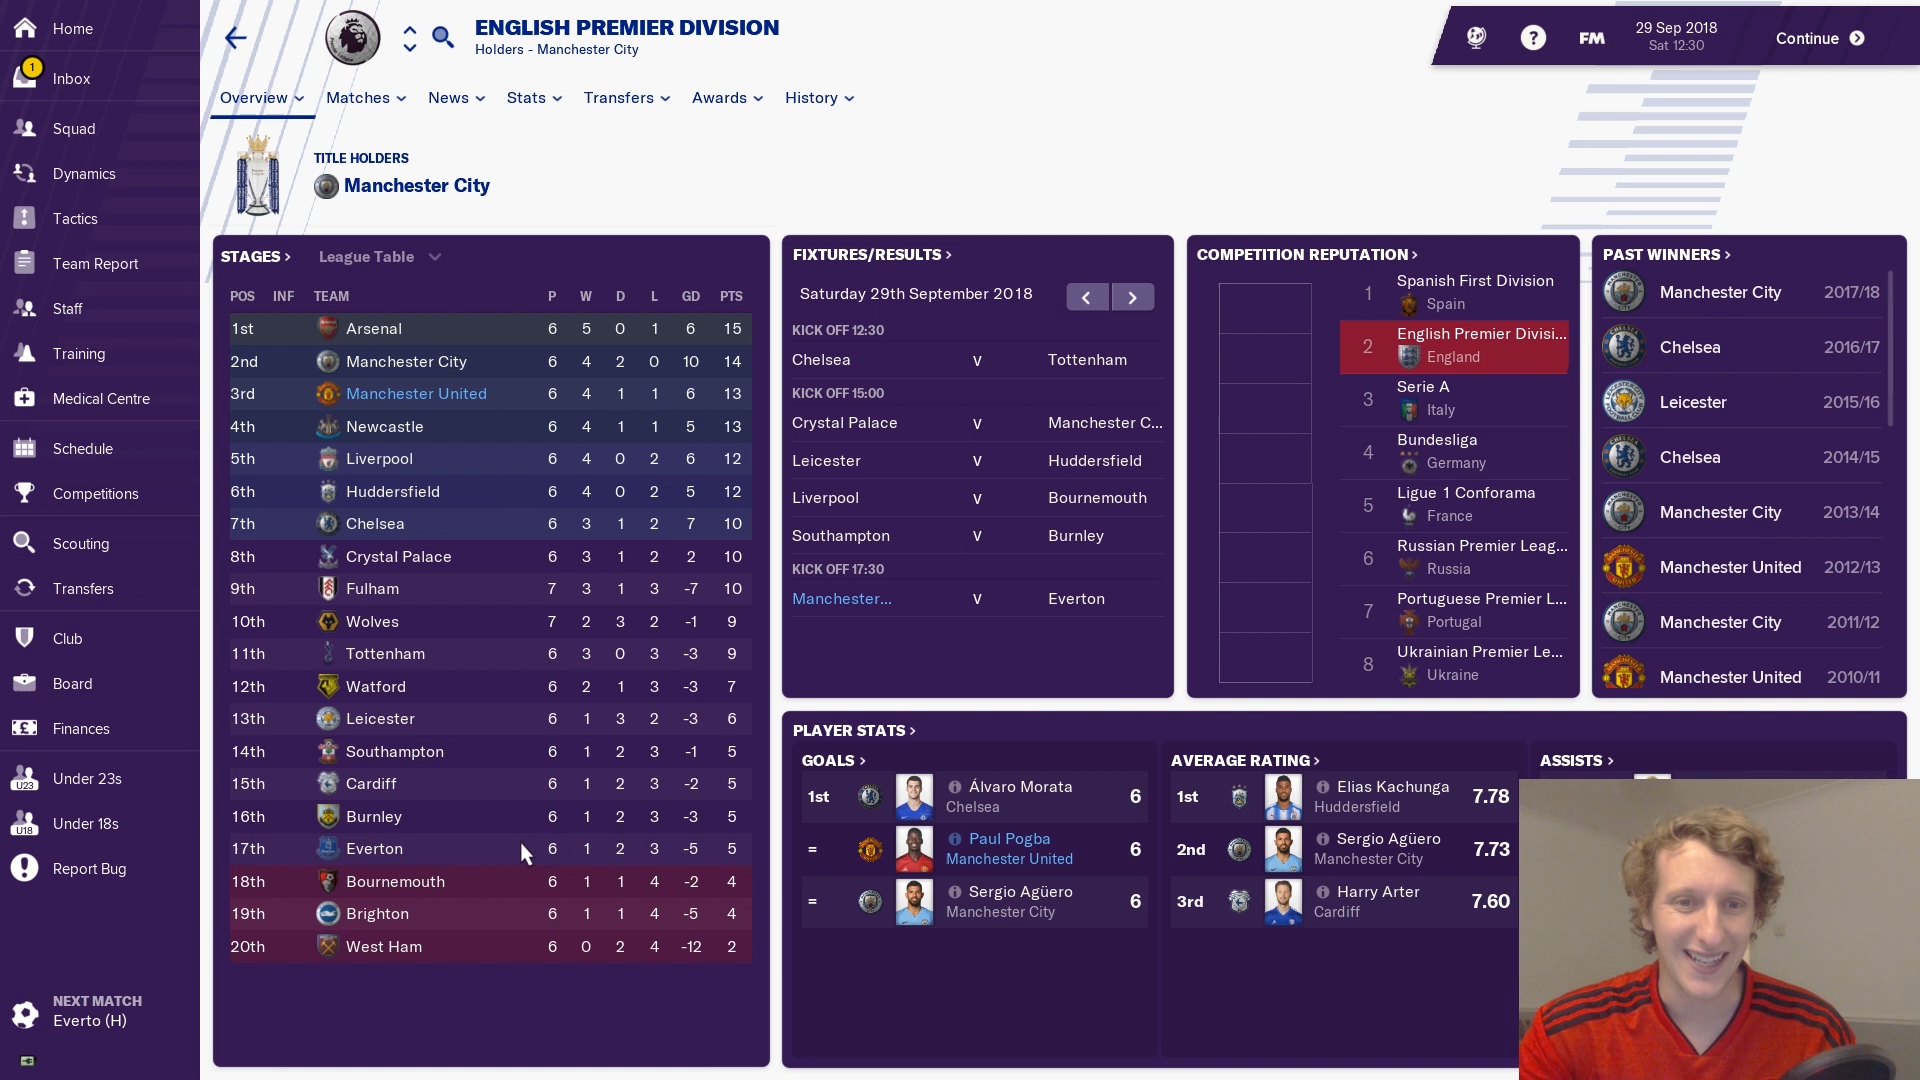 Home
1
Inbox
Squad
Dynamics
Tactics
Team Report
Staff
Training
Medical Centre
Schedule
Competitions
Scouting
Transfers
Club
Board
Finances
U23
Under 23s
U18
Under 18s
Report Bug
NEXT MATCH
Everto (H)
ENGLISH PREMIER DIVISION
Holders - Manchester City
?
FM
29 Sep 2018
Sat 12:30
Continue
Overview
Matches
News
Stats
Transfers
Awards
History
TITLE HOLDERS
Manchester City
STAGES > League Table
POS INF TEAM P W D L GD PTS
1st Arsenal 6 5 0 1 6 15
2nd Manchester City 6 4 2 0 10 14
3rd Manchester United 6 4 1 1 6 13
4th Newcastle 6 4 1 1 5 13
5th Liverpool 6 4 0 2 6 12
6th Huddersfield 6 4 0 2 5 12
7th Chelsea 6 3 1 2 7 10
8th Crystal Palace 6 3 1 2 2 10
9th Fulham 7 3 1 3 -7 10
10th Wolves 7 2 3 2 -1 9
11th Tottenham 6 3 0 3 -3 9
12th Watford 6 2 1 3 -3 7
13th Leicester 6 1 3 2 -3 6
14th Southampton 6 1 2 3 -1 5
15th Cardiff 6 1 2 3 -2 5
16th Burnley 6 1 2 3 -3 5
17th Everton 6 1 2 3 -5 5
18th Bournemouth 6 1 1 4 -2 4
19th Brighton 6 1 1 4 -5 4
20th West Ham 6 0 2 4 -12 2
FIXTURES/RESULTS >
Saturday 29th September 2018
KICK OFF 12:30
Chelsea v Tottenham
KICK OFF 15:00
Crystal Palace v Manchester C...
Leicester v Huddersfield
Liverpool v Bournemouth
Southampton v Burnley
KICK OFF 17:30
Manchester... v Everton
COMPETITION REPUTATION >
1 Spanish First Division
Spain
2 English Premier Divisi...
England
3 Serie A
Italy
4 Bundesliga
Germany
5 Ligue 1 Conforama
France
6 Russian Premier Leag...
Russia
7 Portuguese Premier L...
Portugal
8 Ukrainian Premier Le...
Ukraine
PAST WINNERS >
Manchester City 2017/18
Chelsea 2016/17
Leicester 2015/16
Chelsea 2014/15
Manchester City 2013/14
Manchester United 2012/13
Manchester City 2011/12
Manchester United 2010/11
PLAYER STATS >
GOALS >
1st Álvaro Morata 6
Chelsea
= Paul Pogba 6
Manchester United
= Sergio Agüero 6
Manchester City
AVERAGE RATING >
1st Elias Kachunga 7.78
Huddersfield
2nd Sergio Agüero 7.73
Manchester City
3rd Harry Arter 7.60
Cardiff
ASSISTS >